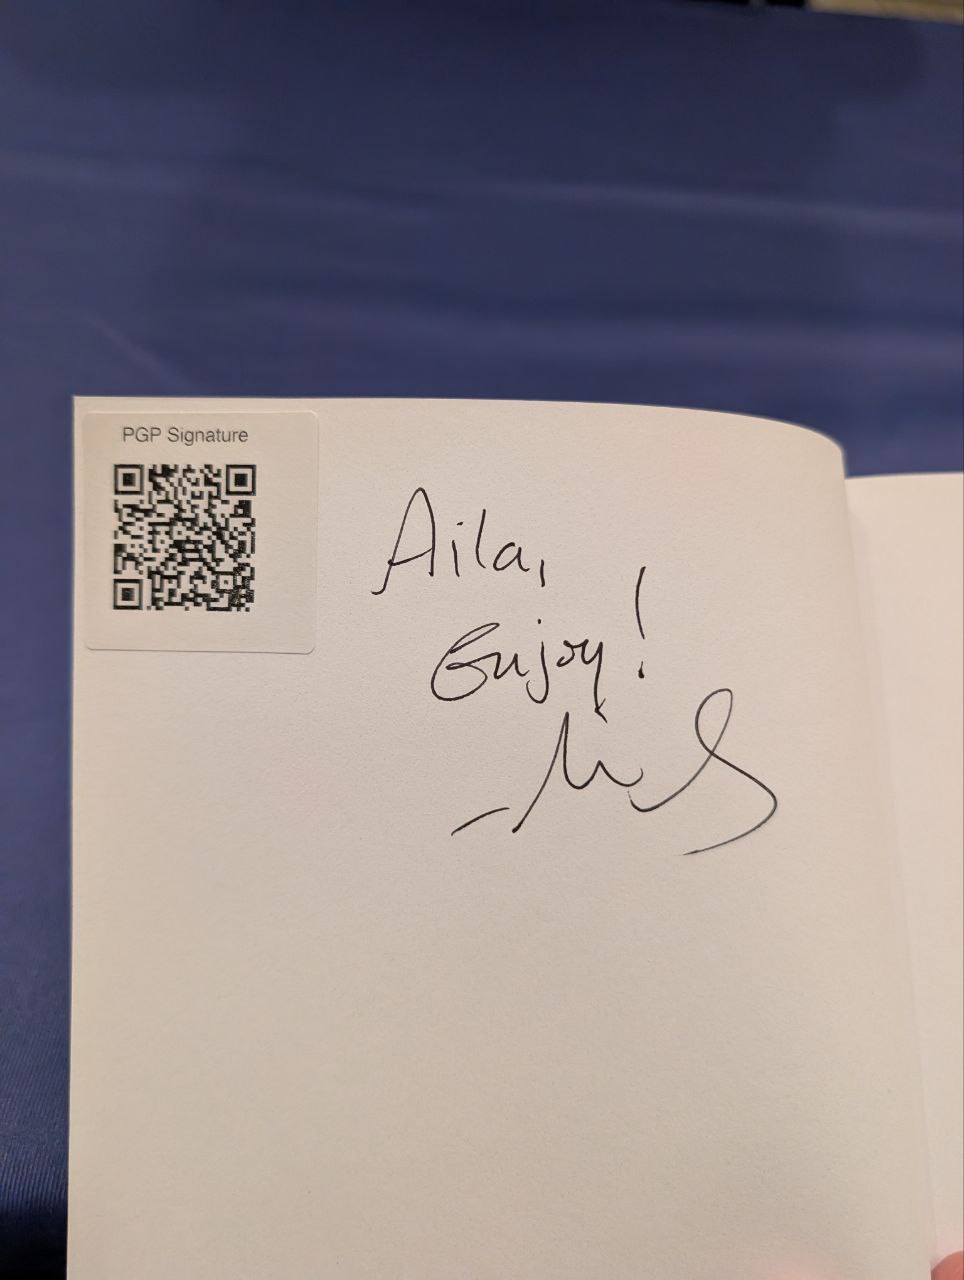 PGP Signature
Aila,
Enjoy!